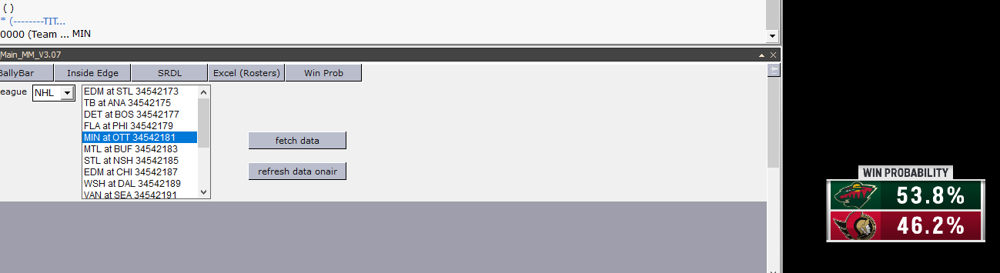 ( )
* (--------TIT...
0000 (Team ... MIN
_Main_MM_V3.07
BallyBar
Inside Edge
SRDL
Excel (Rosters)
Win Prob
eague
NHL
EDM at STL 34542173
TB at ANA 34542175
DET at BOS 34542177
FLA at PHI 34542179
MIN at OTT 34542181
MTL at BUF 34542183
STL at NSH 34542185
EDM at CHI 34542187
WSH at DAL 34542189
VAN at SEA 34542191
fetch data
refresh data onair
WIN PROBABILITY
53.8%
46.2%